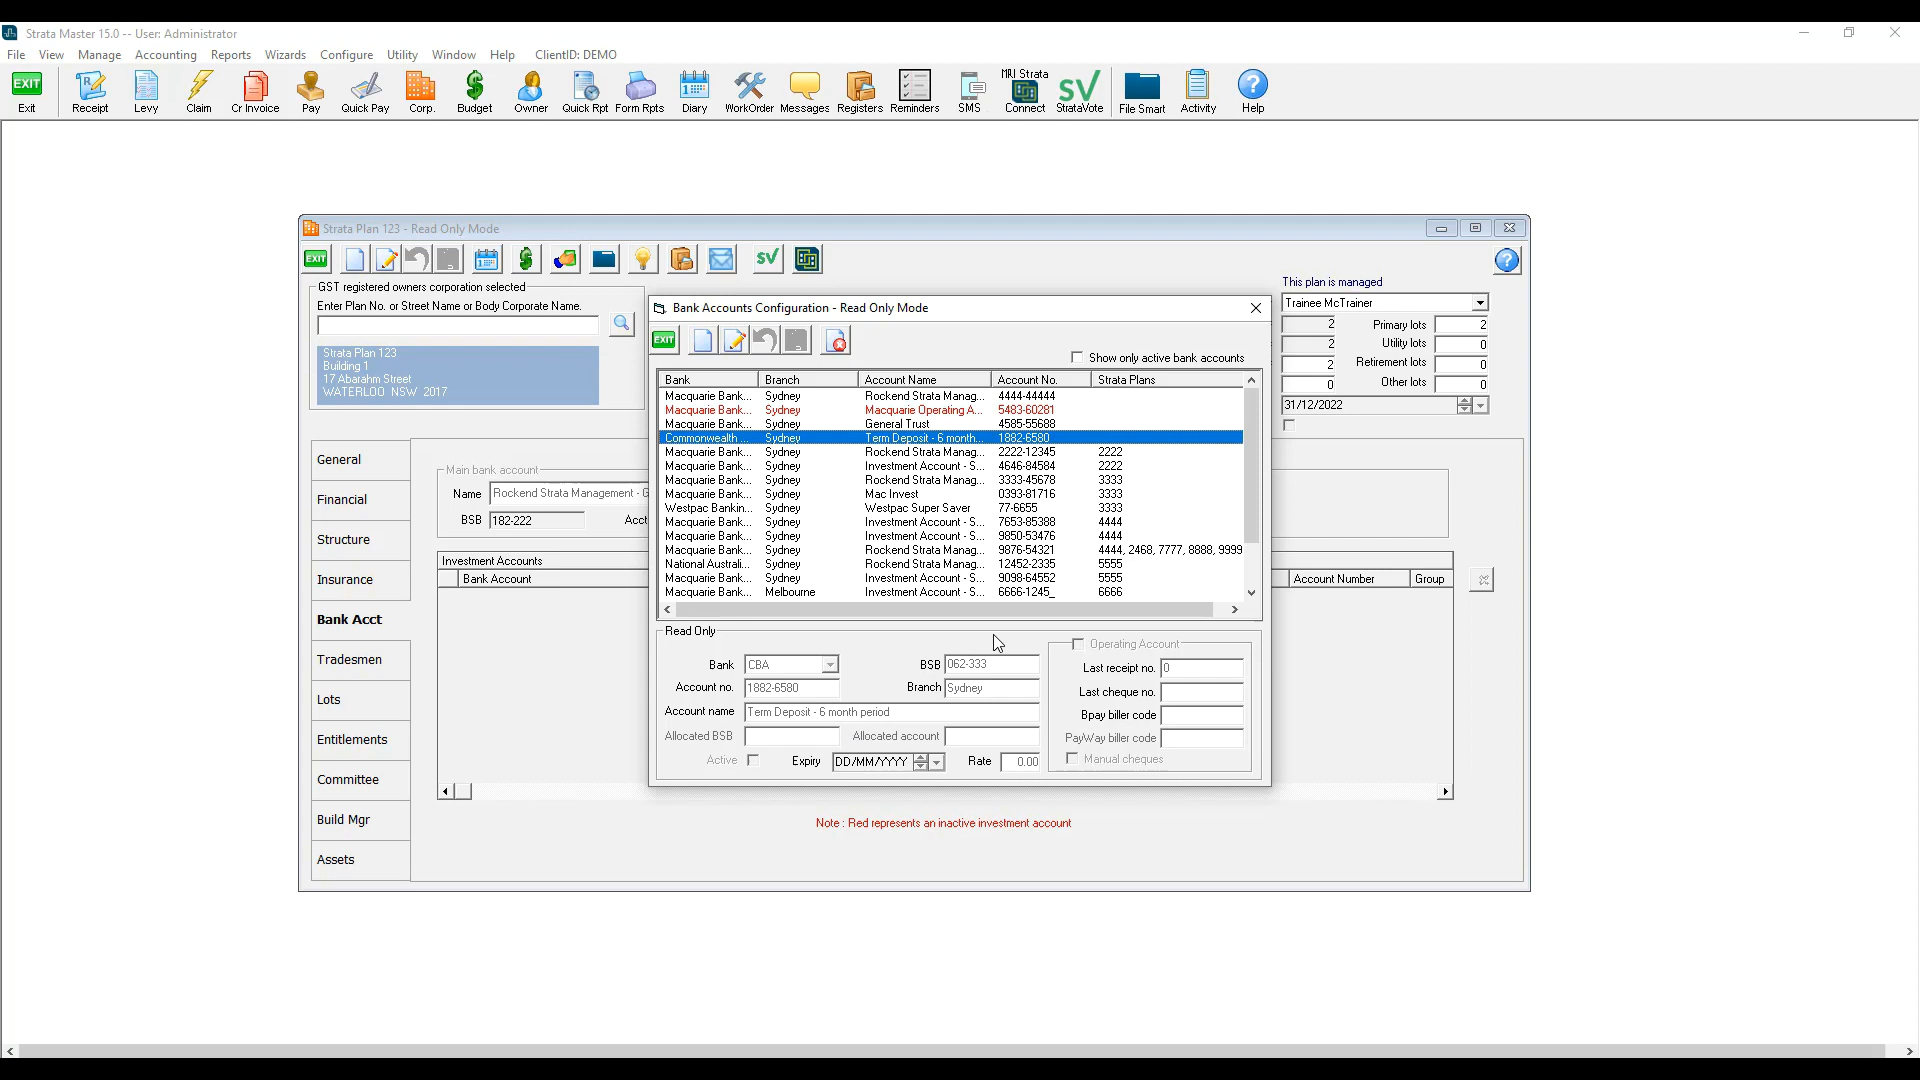 Strata Master 15.0 -- User: Administrator
File View Manage Accounting Reports Wizards Configure Utility Window Help ClientID: DEMO
EXIT MRI Strata SV
Exit Receipt Levy Claim Cr Invoice Pay Quick Pay Corp. Budget Owner Quick Rpt Form Rpts Diary WorkOrder Messages Registers Reminders SMS Connect StrataVote File Smart Activity Help
Strata Plan 123 - Read Only Mode
EXIT SV
GST registered owners corporation selected
Enter Plan No. or Street Name or Body Corporate Name.
Strata Plan 123
Building 1
17 Abarahm Street
WATERLOO NSW 2017
This plan is managed
Trainee McTrainer
2 Primary lots 2
2 Utility lots 0
2 Retirement lots 0
0 Other lots 0
31/12/2022
General
Financial
Structure
Insurance
Bank Acct
Tradesmen
Lots
Entitlements
Committee
Build Mgr
Assets
Main bank account
Name Rockend Strata Management - G
BSB 182-222 Acct
Investment Accounts
Bank Account Account Number Group
Bank Accounts Configuration - Read Only Mode
EXIT
Show only active bank accounts
Bank Branch Account Name Account No. Strata Plans
Macquarie Bank... Sydney Rockend Strata Manag... 4444-44444
Macquarie Bank... Sydney Macquarie Operating A... 5483-60281
Macquarie Bank... Sydney General Trust 4585-55688
Commonwealth ... Sydney Term Deposit - 6 month... 1882-6580
Macquarie Bank... Sydney Rockend Strata Manag... 2222-12345 2222
Macquarie Bank... Sydney Investment Account - S... 4646-84584 2222
Macquarie Bank... Sydney Rockend Strata Manag... 3333-45678 3333
Macquarie Bank... Sydney Mac Invest 0393-81716 3333
Westpac Bankin... Sydney Westpac Super Saver 77-6655 3333
Macquarie Bank... Sydney Investment Account - S... 7653-85388 4444
Macquarie Bank... Sydney Investment Account - S... 9850-53476 4444
Macquarie Bank... Sydney Rockend Strata Manag... 9876-54321 4444, 2468, 7777, 8888, 9999
National Australi... Sydney Rockend Strata Manag... 12452-2335 5555
Macquarie Bank... Sydney Investment Account - S... 9098-64552 5555
Macquarie Bank... Melbourne Investment Account - S... 6666-1245_ 6666
Read Only
Bank CBA BSB 062-333
Account no. 1882-6580 Branch Sydney
Account name Term Deposit - 6 month period
Allocated BSB Allocated account
Active Expiry DD/MM/YYYY Rate 0.00
Operating Account
Last receipt no. 0
Last cheque no.
Bpay biller code
PayWay biller code
Manual cheques
Note : Red represents an inactive investment account